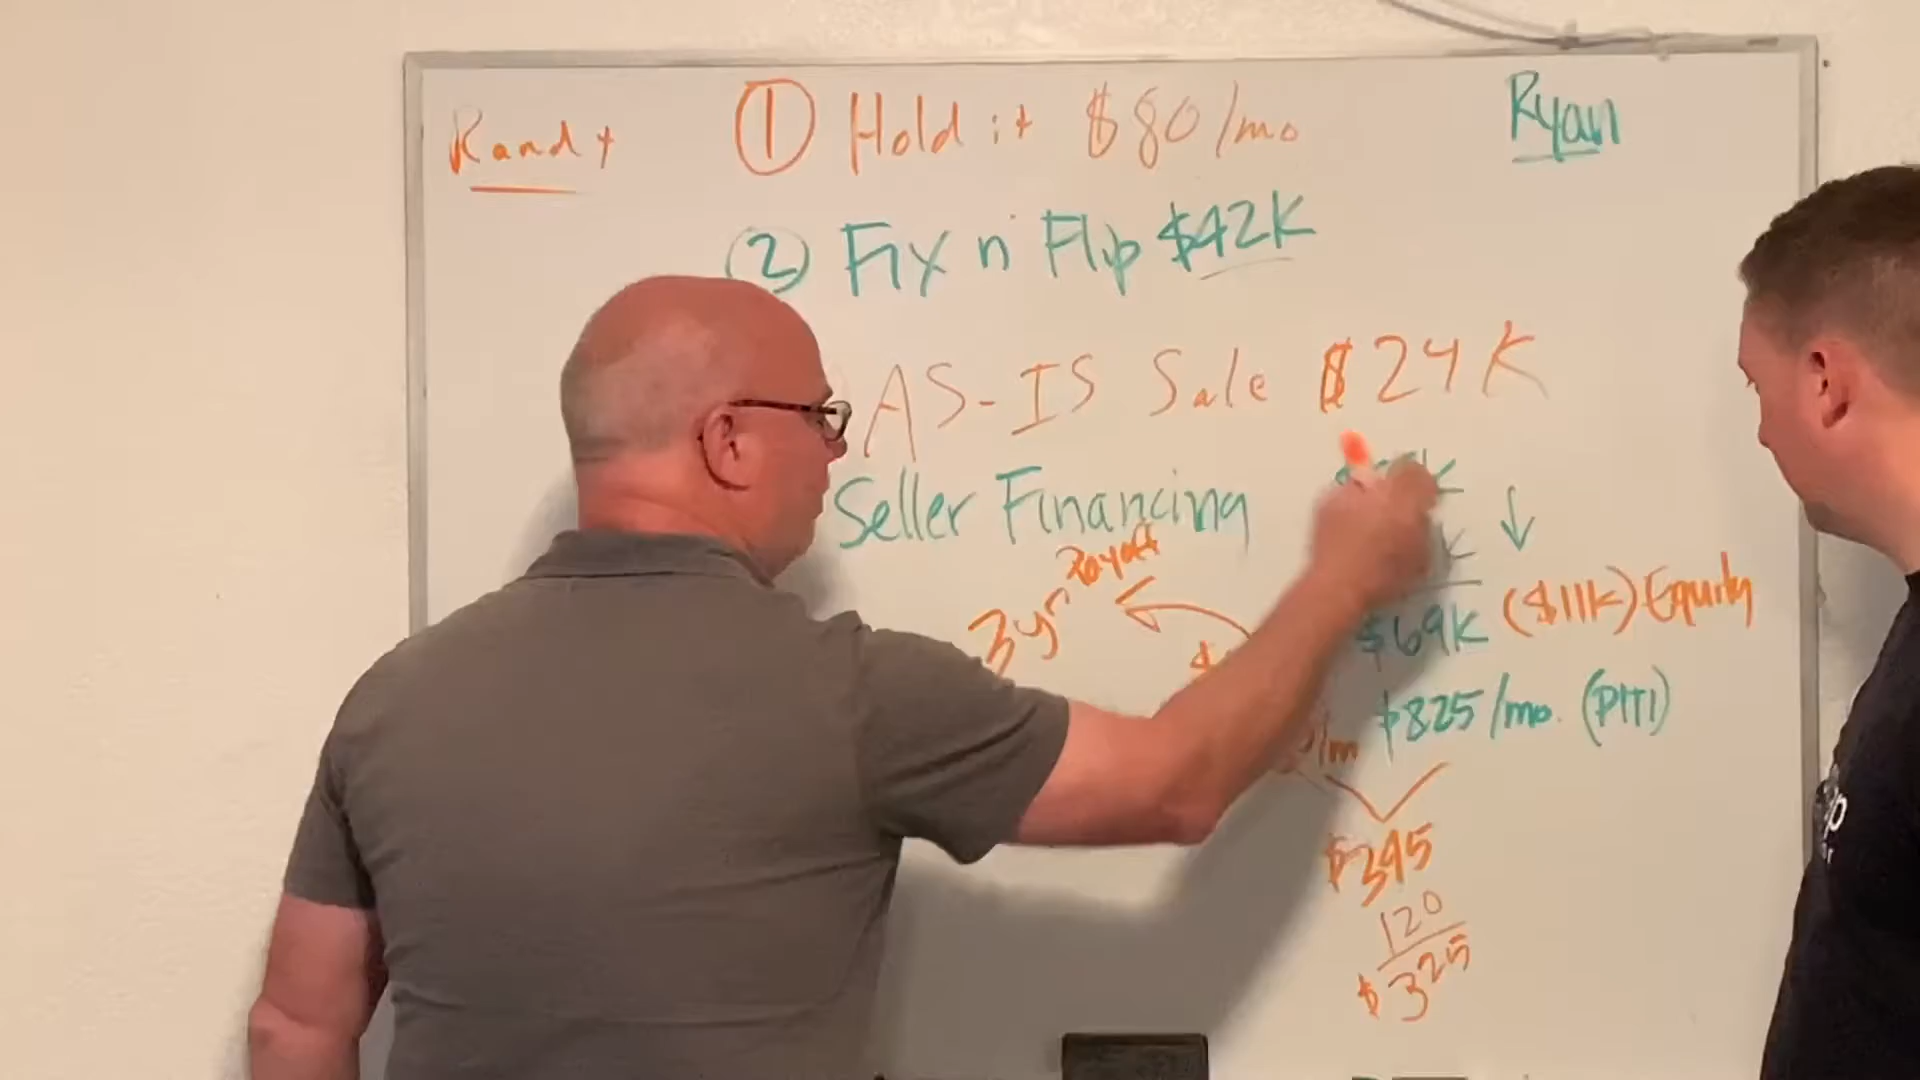 Randy
① Hold it $80/mo
Ryan
② Fix n Flip $42K
AS-IS Sale $24K
Seller Financing
Payoff
3yr
$69K ($11K) Equity
$825/mo. (PITI)
/m
$395
120
$325